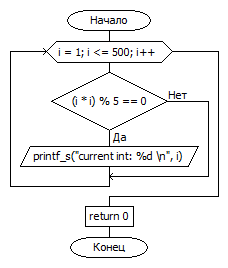 Начало
i = 1; i <= 500; i++
(i * i) % 5 == 0
Нет
Да
printf_s("current int: %d \n", i)
return 0
Конец